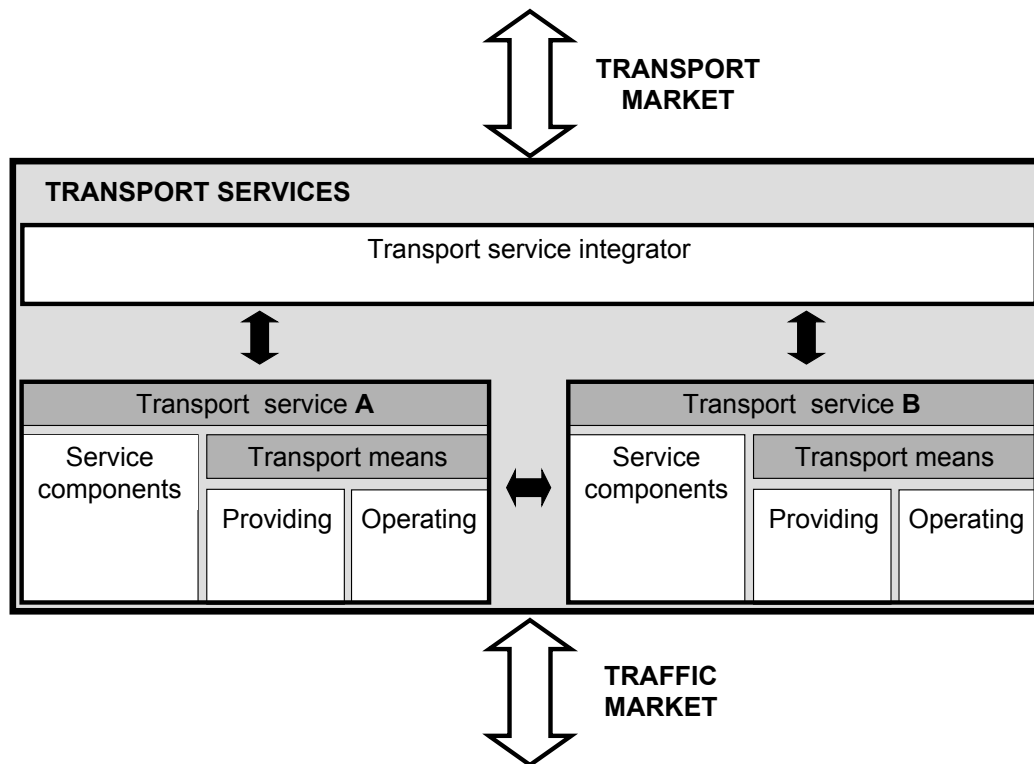 TRANSPORT
MARKET
TRANSPORT SERVICES
Transport service integrator
Transport service A
Service
components
Transport means
Providing
Operating
Transport service B
Service
components
Transport means
Providing
Operating
TRAFFIC
MARKET